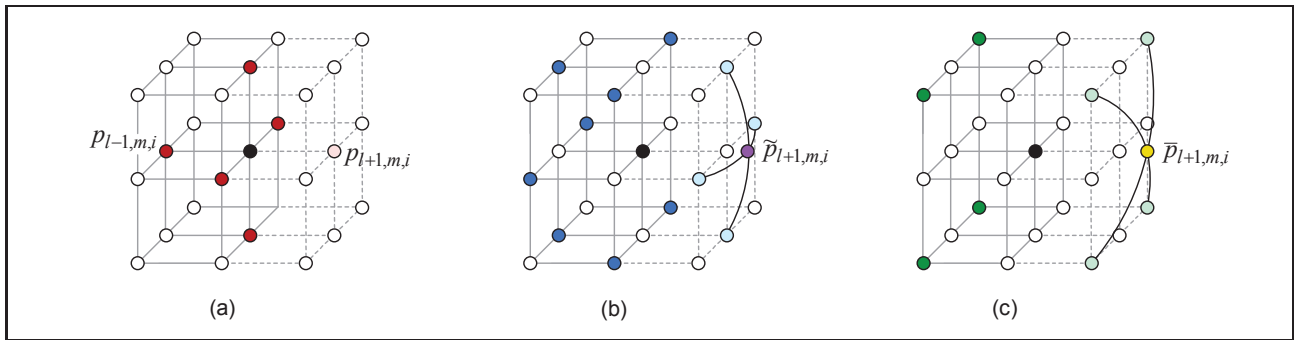 p_{l−1,m,i}
p_{l+1,m,i}
p̃_{l+1,m,i}
p̄_{l+1,m,i}
(a)
(b)
(c)